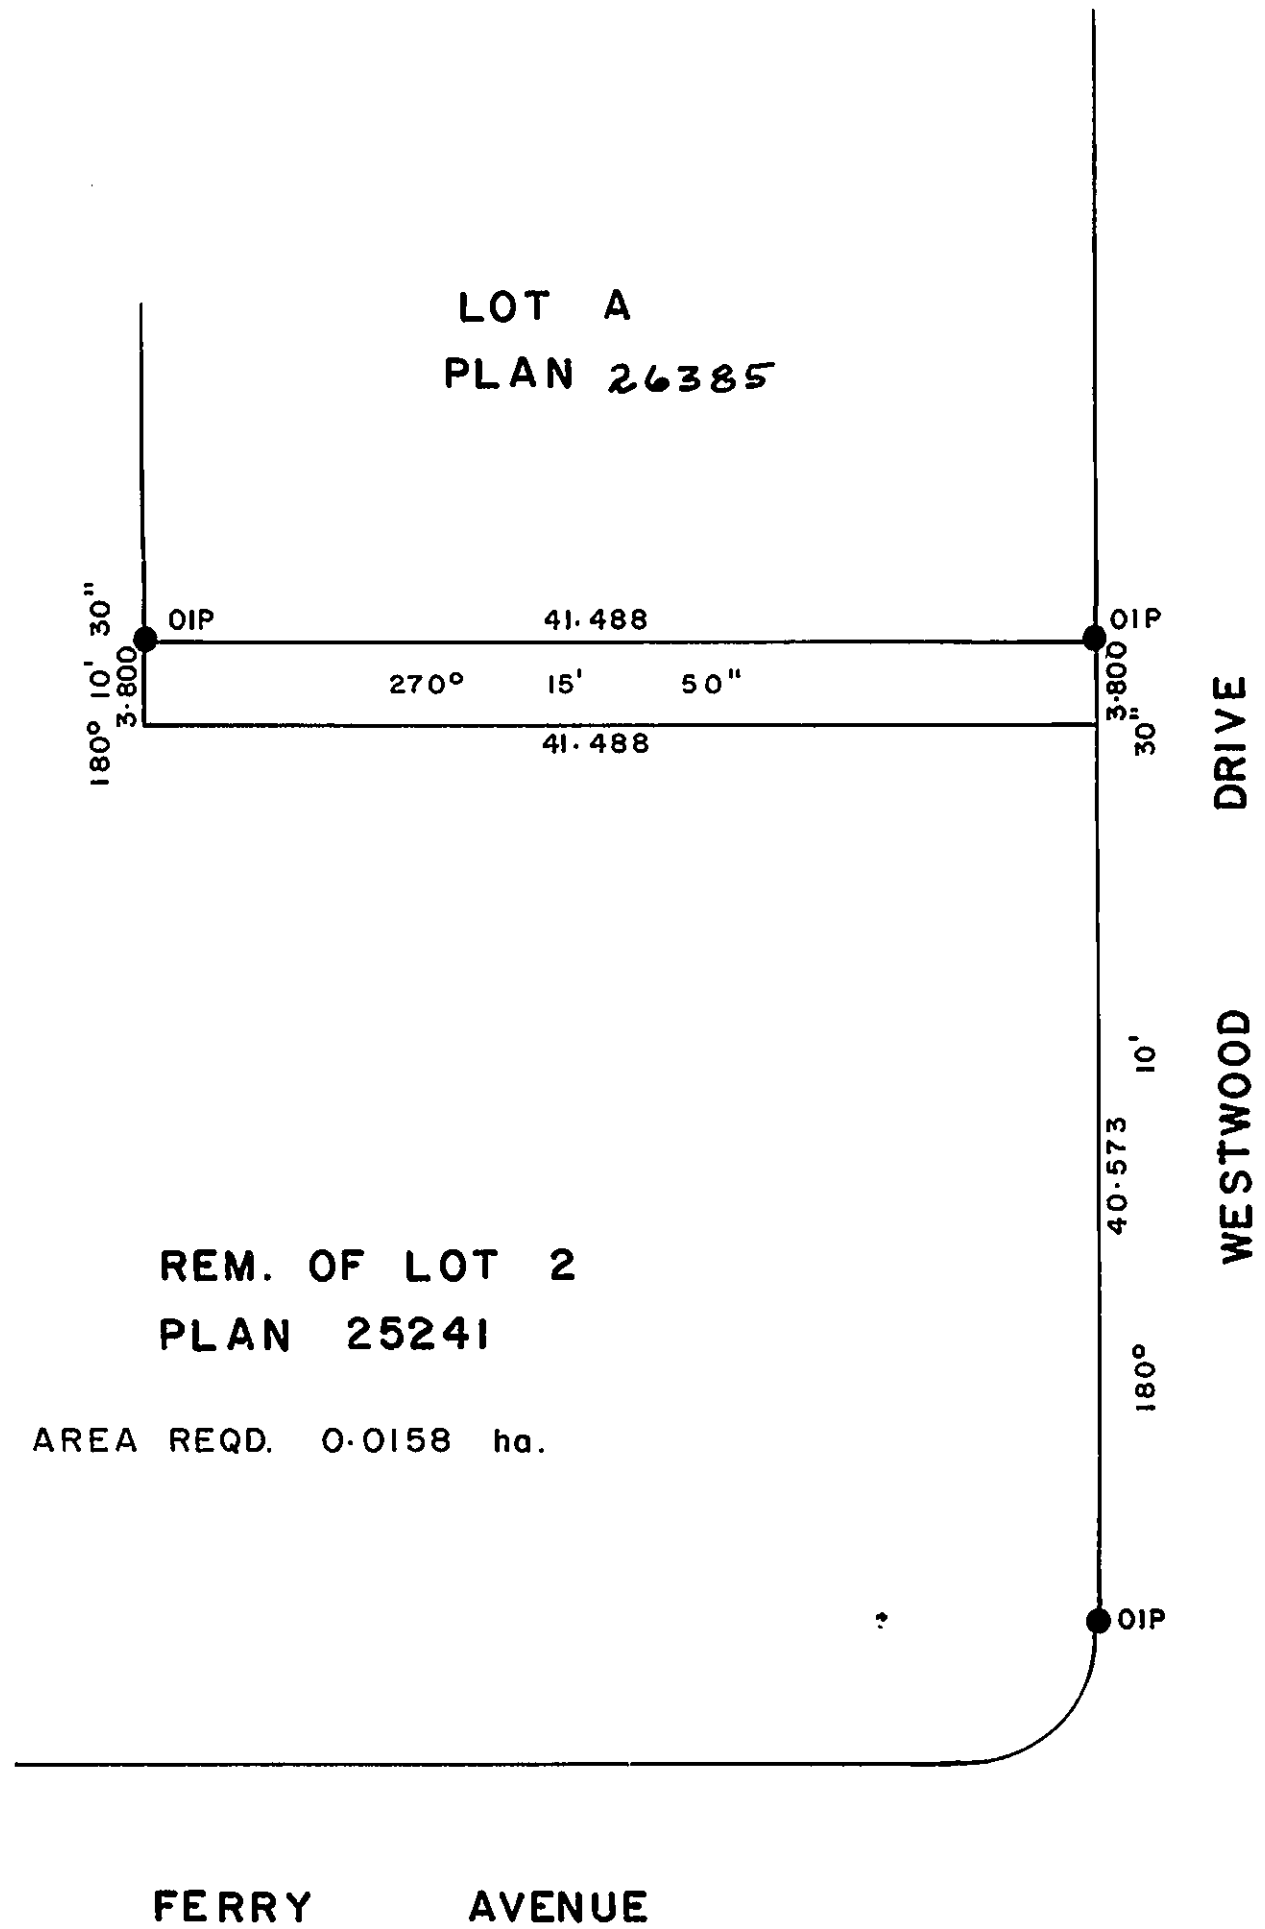 LOT A
PLAN 26385
OIP
41.488
OIP
180° 10' 30"
3.800
270° 15' 50"
3.800
41.488
180° 10' 30"
40.573
WESTWOOD DRIVE
REM. OF LOT 2
PLAN 25241
AREA REQD. 0.0158 ha.
OIP
FERRY AVENUE